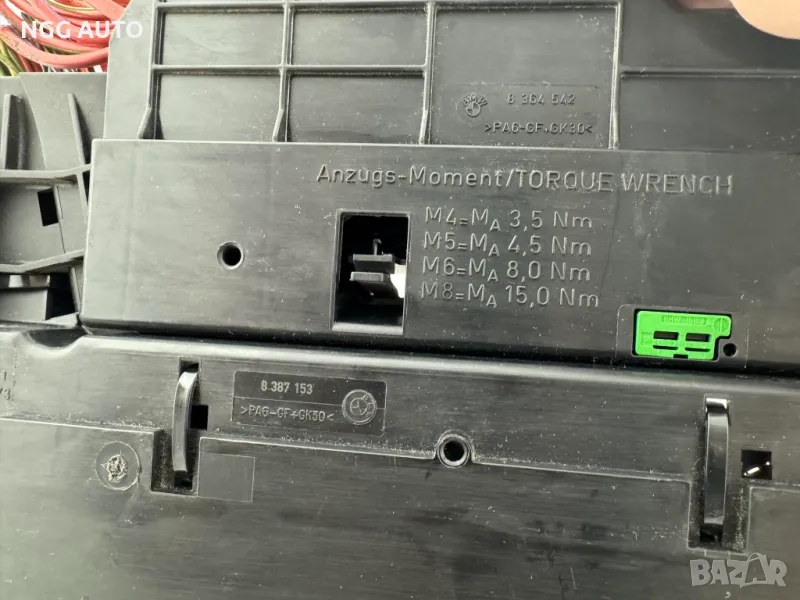 NGG AUTO
8 364 542
>PA6-GF+GK30<
Anzugs-Moment/TORQUE WRENCH
M4=MA 3,5 Nm
M5=MA 4,5 Nm
M6=MA 8,0 Nm
M8=MA 15,0 Nm
8 387 153
>PA6-GF+GK30<
BAZAR